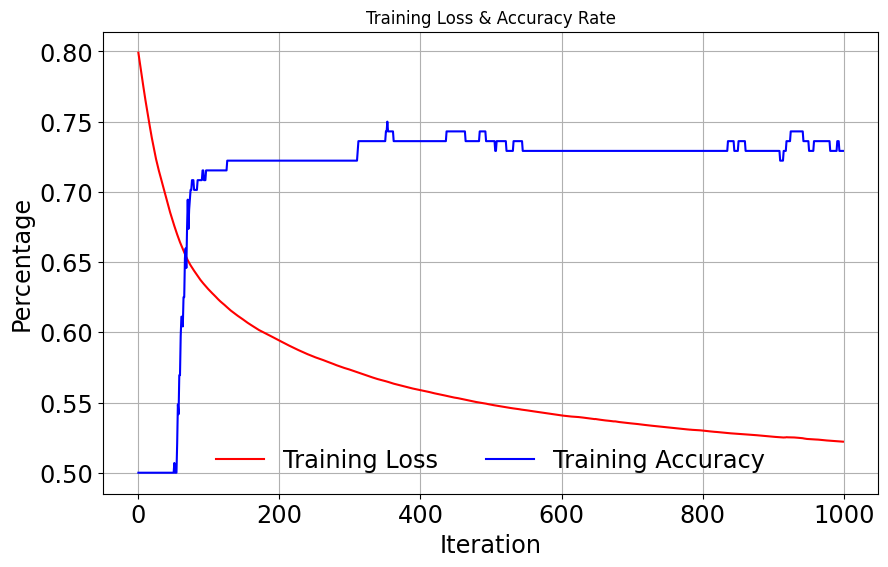 Training Loss & Accuracy Rate
0.80
0.75
0.70
0.65
0.60
0.55
0.50
Percentage
Training Loss
Training Accuracy
0 200 400 600 800 1000
Iteration